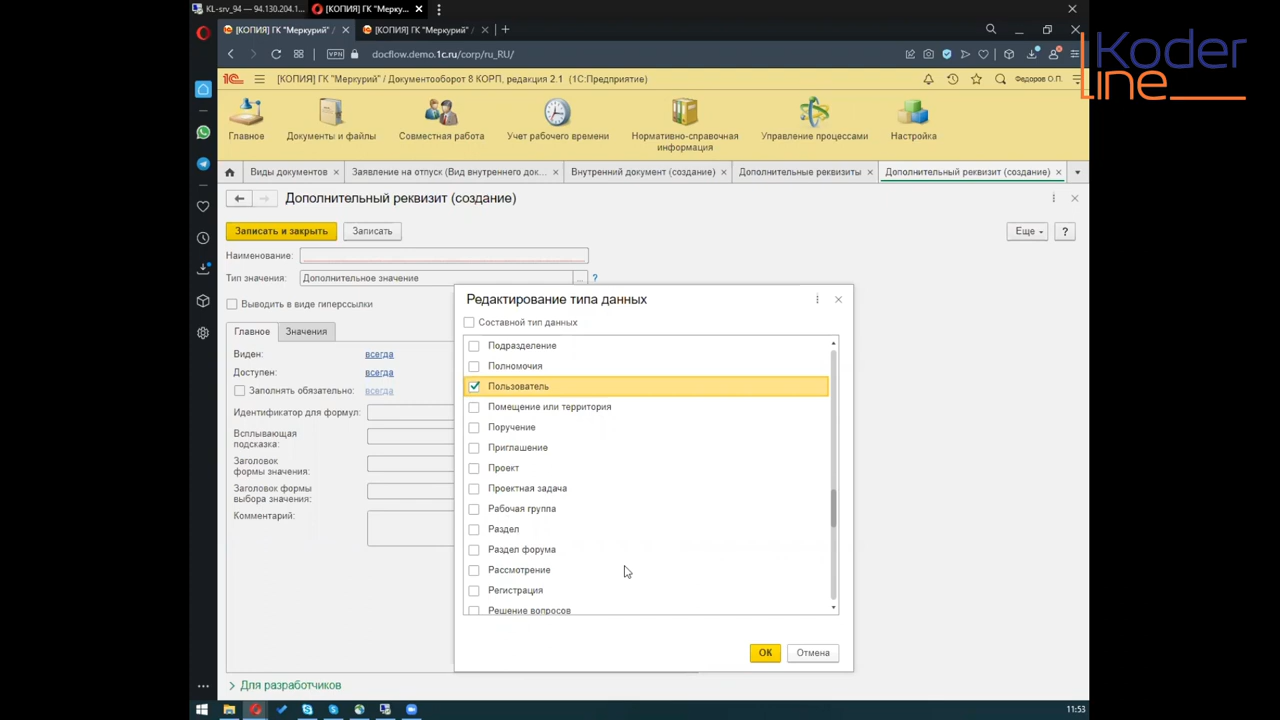 KL-srv_94 — 94.130.204.1...
[КОПИЯ] ГК "Мерку...
Koder
Line
[КОПИЯ] ГК "Меркурий"
[КОПИЯ] ГК "Меркурий"
VPN
docflow.demo.1c.ru/corp/ru_RU/
[КОПИЯ] ГК "Меркурий" / Документооборот 8 КОРП, редакция 2.1 (1С:Предприятие)
Федоров О.П.
Главное
Документы и файлы
Совместная работа
Учет рабочего времени
Нормативно-справочная
информация
Управление процессами
Настройка
Виды документов
Заявление на отпуск (Вид внутреннего док...
Внутренний документ (создание)
Дополнительные реквизиты
Дополнительный реквизит (создание)
Дополнительный реквизит (создание)
Записать и закрыть
Записать
Еще
?
Наименование:
Тип значения:
Дополнительное значение
...
?
Выводить в виде гиперссылки
Главное
Значения
Виден:
всегда
Доступен:
всегда
Заполнять обязательно:
всегда
Идентификатор для формул:
Всплывающая
подсказка:
Заголовок
формы значения:
Заголовок формы
выбора значения:
Комментарий:
Для разработчиков
Редактирование типа данных
Составной тип данных
Подразделение
Полномочия
Пользователь
Помещение или территория
Поручение
Приглашение
Проект
Проектная задача
Рабочая группа
Раздел
Раздел форума
Рассмотрение
Регистрация
Решение вопросов
ОК
Отмена
11:53